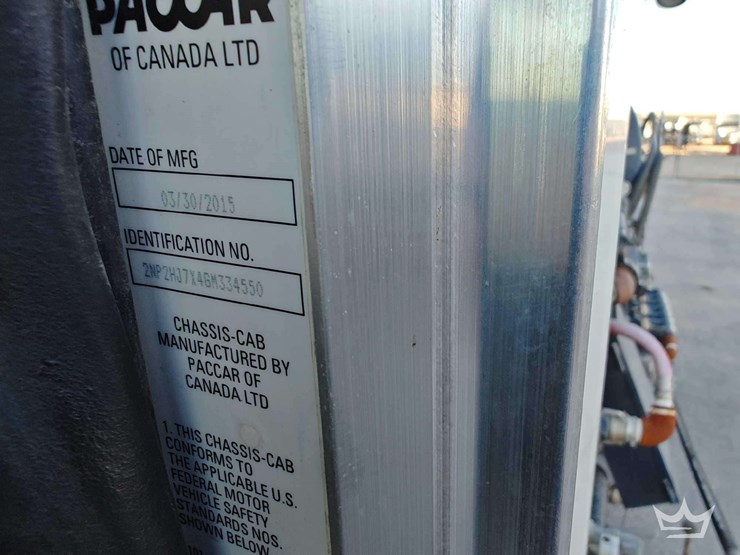 PACCAR
OF CANADA LTD
DATE OF MFG
03/30/2015
IDENTIFICATION NO.
2NP2HJ7X4GM334550
CHASSIS-CAB
MANUFACTURED BY
PACCAR OF
CANADA LTD
1. THIS CHASSIS-CAB
CONFORMS TO
THE APPLICABLE U.S.
FEDERAL MOTOR
VEHICLE SAFETY
STANDARDS NOS.
SHOWN BELOW